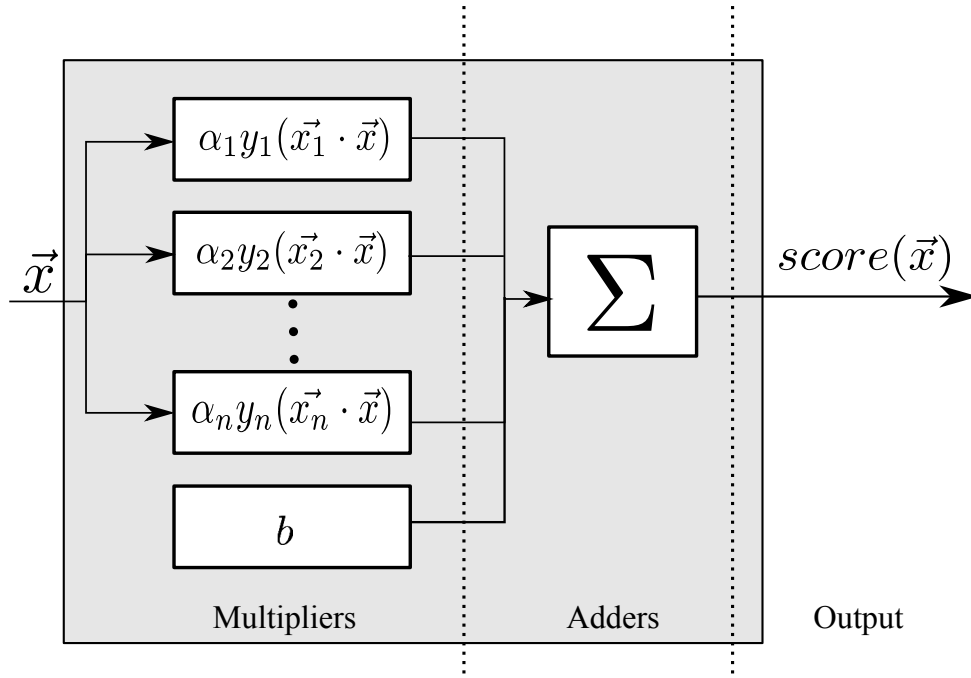 α₁y₁(x⃗₁ · x⃗)
x⃗
α₂y₂(x⃗₂ · x⃗)
αₙyₙ(x⃗ₙ · x⃗)
b
Σ
score(x⃗)
Multipliers
Adders
Output